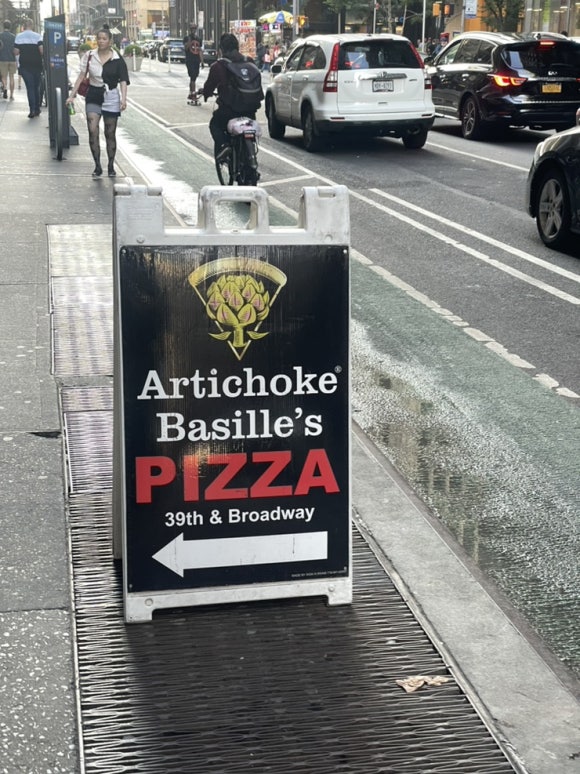 P
Artichoke®
Basille's
PIZZA
39th & Broadway